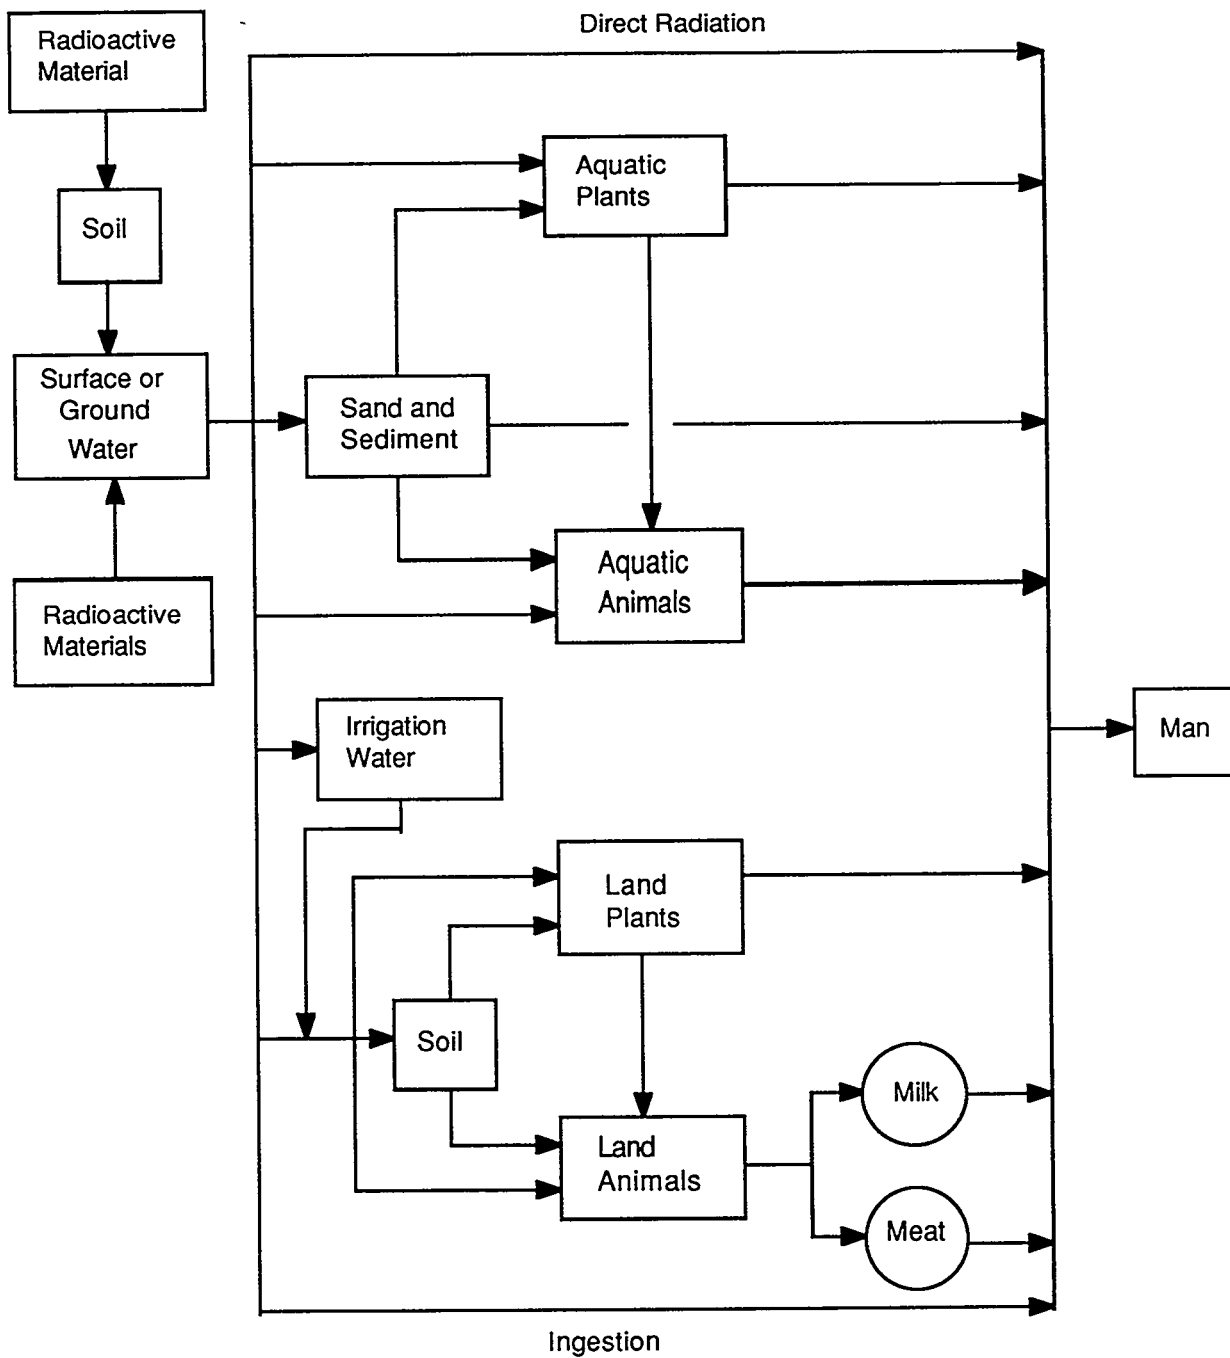 Direct Radiation
Radioactive
Material
Soil
Surface or
Ground
Water
Radioactive
Materials
Aquatic
Plants
Sand and
Sediment
Aquatic
Animals
Irrigation
Water
Land
Plants
Soil
Land
Animals
Milk
Meat
Man
Ingestion